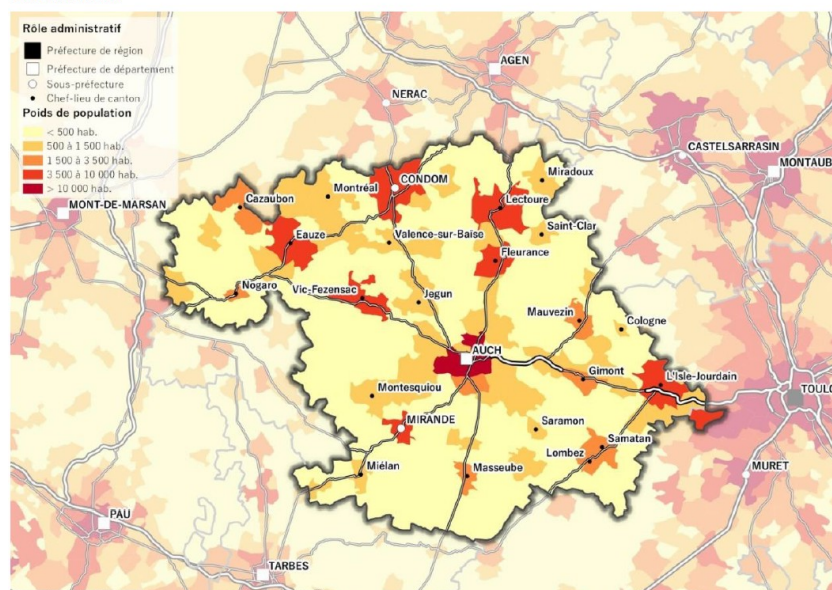 Rôle administratif
Préfecture de région
Préfecture de département
Sous-préfecture
Chef-lieu de canton
Poids de population
< 500 hab.
500 à 1 500 hab.
1 500 à 3 500 hab.
3 500 à 10 000 hab.
> 10 000 hab.
AGEN
NERAC
CASTELSARRASIN
MONTAUB
MONT-DE-MARSAN
Cazaubon
Montréal
CONDOM
Miradoux
Lectoure
Eauze
Valence-sur-Baïse
Saint-Clar
Fleurance
Nogaro
Vic-Fezensac
Jegun
Mauvezin
Cologne
AUCH
Gimont
L'Isle-Jourdain
TOULO
Montesquiou
MIRANDE
Saramon
Samatan
Lombez
Miélan
Masseube
MURET
PAU
TARBES